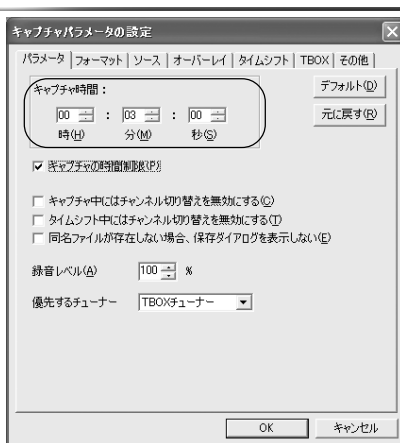 キャプチャパラメータの設定
パラメータ フォーマット ソース オーバーレイ タイムシフト TBOX その他
キャプチャ時間:
デフォルト(D)
00 : 03 : 00
元に戻す(R)
時(H) 分(M) 秒(S)
キャプチャの時間制限(P)
キャプチャ中にはチャンネル切り替えを無効にする(C)
タイムシフト中にはチャンネル切り替えを無効にする(T)
同名ファイルが存在しない場合、保存ダイアログを表示しない(E)
録音レベル(A) 100 %
優先するチューナー TBOXチューナー
OK キャンセル